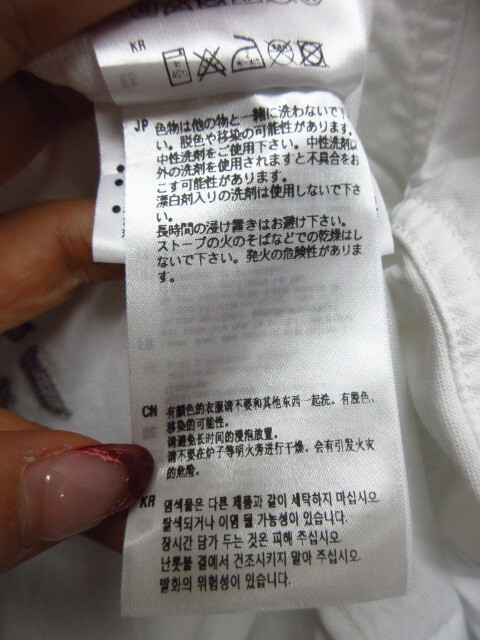 KR
JP 色物は他の物と一緒に洗わないで下さ
い。脱色や移染の可能性があります。
中性洗剤をご使用下さい。中性洗剤以
外の洗剤を使用されますと不具合をお
こす可能性があります。
漂白剤入りの洗剤は使用しないで下さ
い。
長時間の浸け置きはお避け下さい。
ストーブの火のそばなどでの乾燥はし
ないで下さい。発火の危険性がありま
す。
CN 有颜色的衣服请不要和其他东西一起洗。有脱色、
移染的可能性。
请避免长时间的浸泡放置。
请不要在炉子等明火旁进行干燥。会有引发火灾
的危险。
KR 염색물은 다른 제품과 같이 세탁하지 마십시오.
탈색되거나 이염 될 가능성이 있습니다.
장시간 담가 두는 것은 피해 주십시오.
난롯불 곁에서 건조시키지 말아 주십시오.
발화의 위험성이 있습니다.